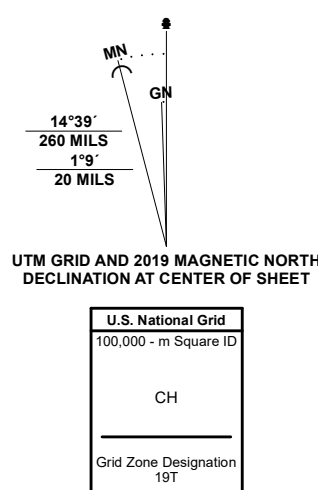 MN
GN
14°39´
260 MILS
1°9´
20 MILS
UTM GRID AND 2019 MAGNETIC NORTH
DECLINATION AT CENTER OF SHEET
U.S. National Grid
100,000 - m Square ID
CH
Grid Zone Designation
19T